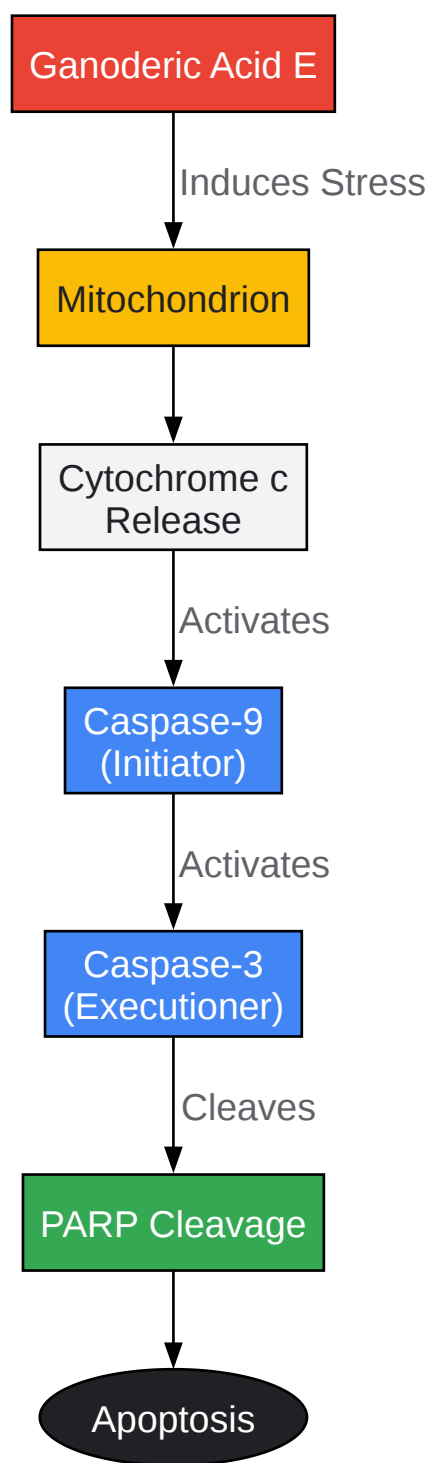 Ganoderic Acid E
Induces Stress
Mitochondrion
Cytochrome c
Release
Activates
Caspase-9
(Initiator)
Activates
Caspase-3
(Executioner)
Cleaves
PARP Cleavage
Apoptosis